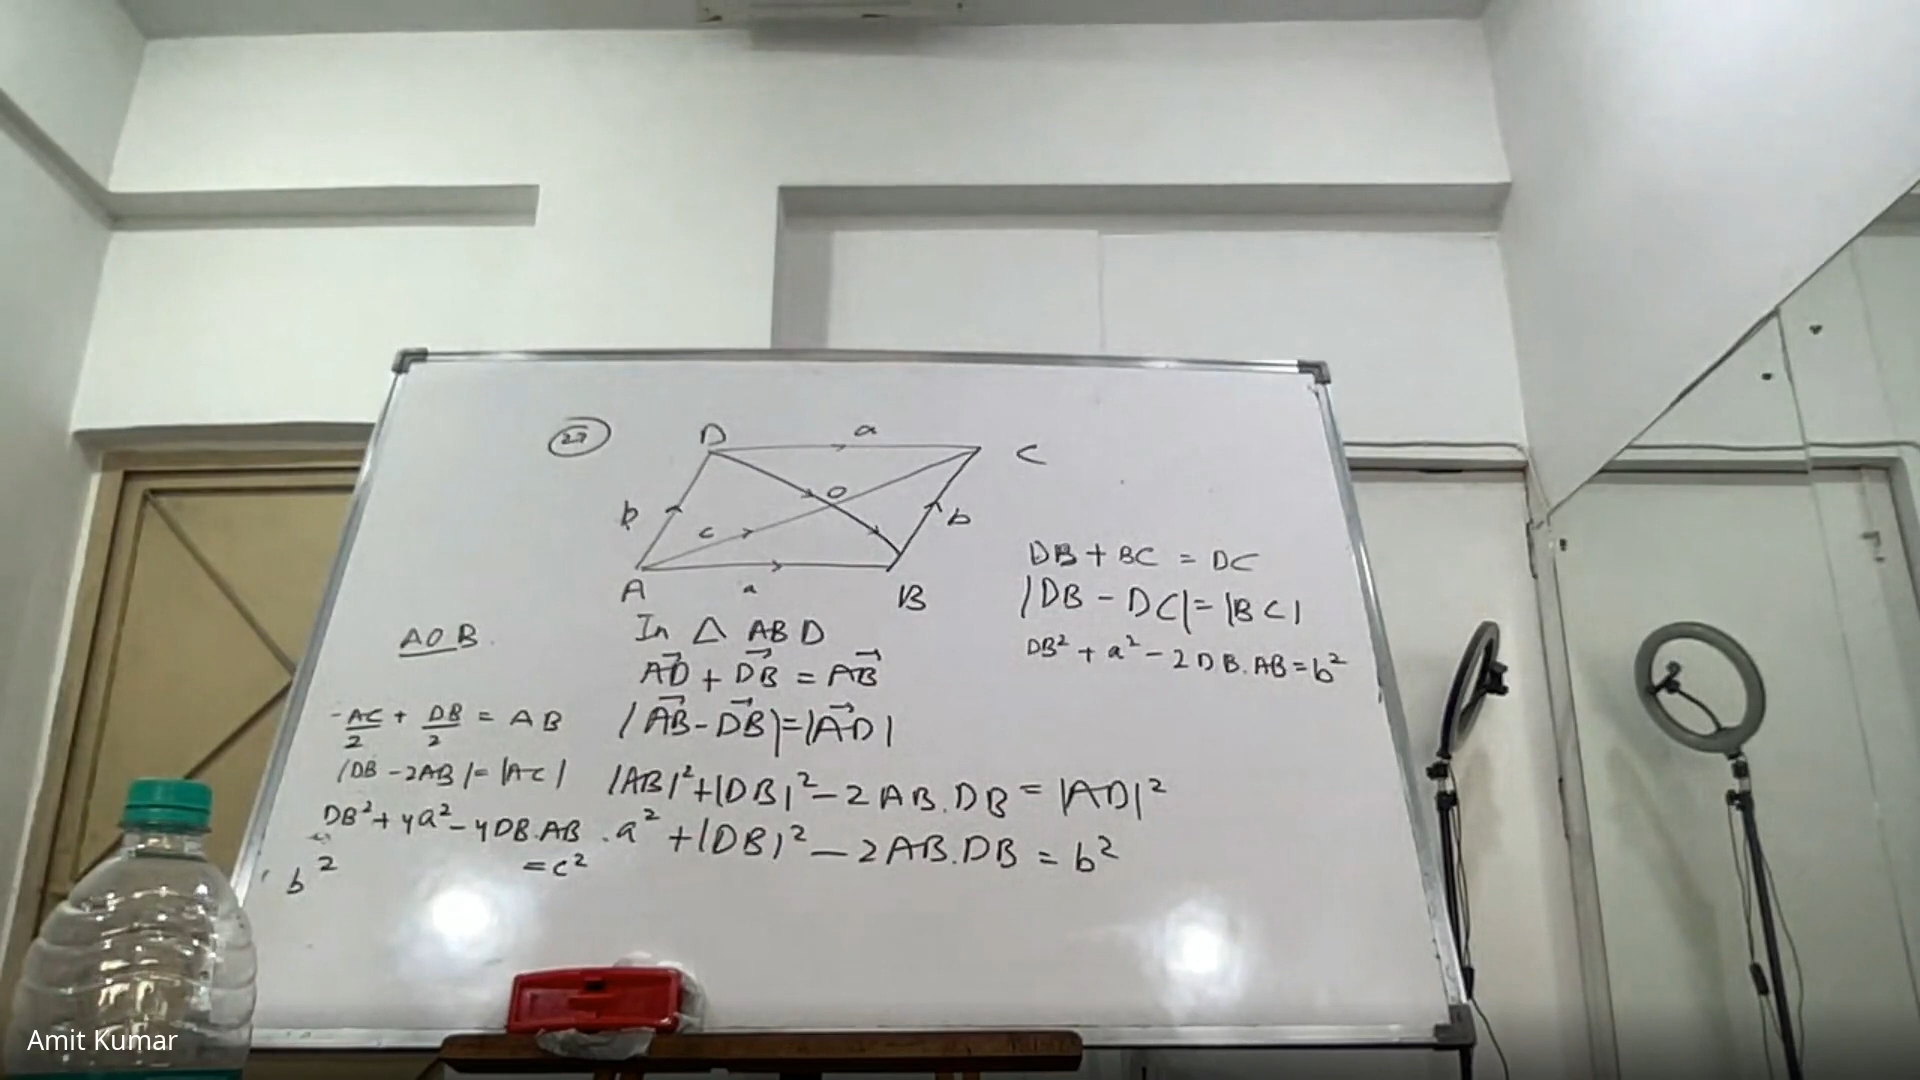 27
D a C
b O b
c
A a B
In △ ABD
AD + DB = AB
|AB - DB| = |AD|
|AB|² + |DB|² - 2AB.DB = |AD|²
a² + |DB|² - 2AB.DB = b²
AOB
-AC/2 + DB/2 = AB
|DB - 2AB| = |AC|
DB² + 4a² - 4DB.AB
= c²
b²
DB + BC = DC
|DB - DC| = |BC|
DB² + a² - 2DB.AB = b²
Amit Kumar